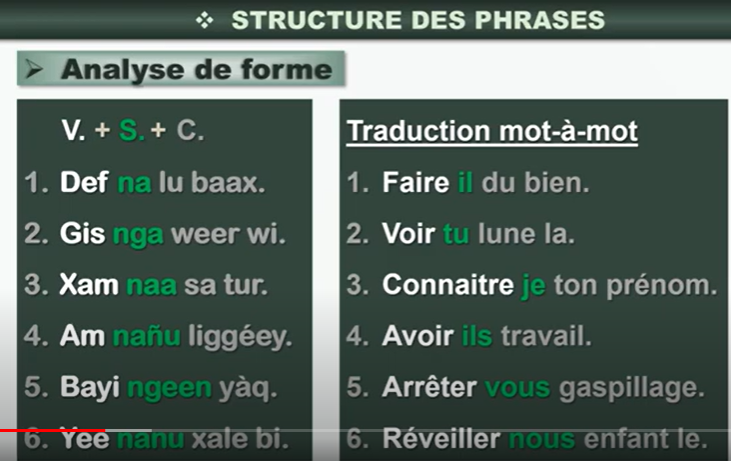 ❖ STRUCTURE DES PHRASES
➢ Analyse de forme
V. + S. + C.
1. Def na lu baax.
2. Gis nga weer wi.
3. Xam naa sa tur.
4. Am nañu liggéey.
5. Bayi ngeen yàq.
6. Yee nanu xale bi.
Traduction mot-à-mot
1. Faire il du bien.
2. Voir tu lune la.
3. Connaitre je ton prénom.
4. Avoir ils travail.
5. Arrêter vous gaspillage.
6. Réveiller nous enfant le.